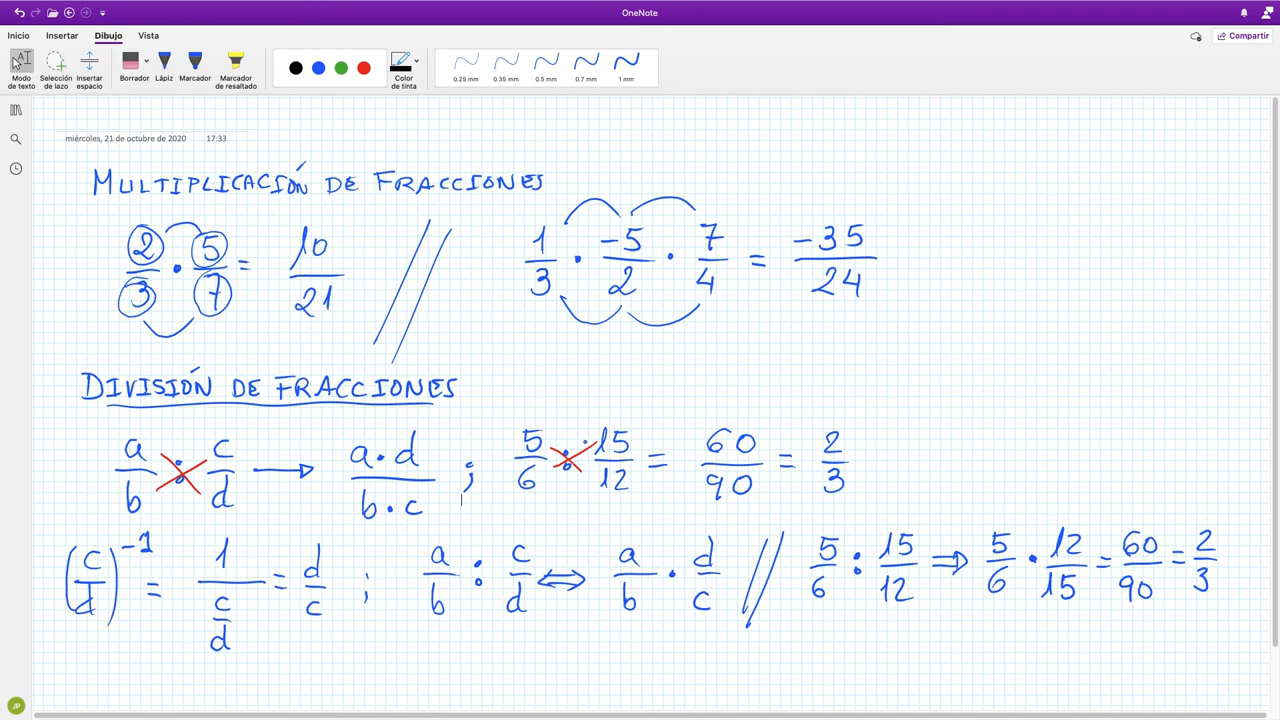 OneNote
Inicio Insertar Dibujo Vista Compartir
Modo de texto Selección de lazo Insertar espacio Borrador Lápiz Marcador Marcador de resaltado Color de tinta 0.25 mm 0.35 mm 0.5 mm 0.7 mm 1 mm
miércoles, 21 de octubre de 2020 17:33
MULTIPLICACIÓN DE FRACCIONES
2/3 · 5/7 = 10/21 // 1/3 · -5/2 · 7/4 = -35/24
DIVISIÓN DE FRACCIONES
a/b : c/d → a·d/b·c ; 5/6 : 15/12 = 60/90 = 2/3
(c/d)^-1 = 1/(c/d) = d/c ; a/b : c/d ⇔ a/b · d/c // 5/6 : 15/12 ⇒ 5/6 · 12/15 = 60/90 = 2/3
JP